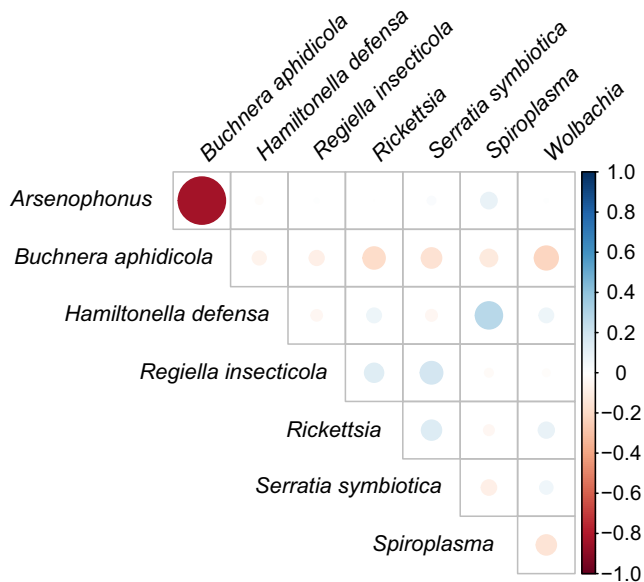 Buchnera aphidicola
Hamiltonella defensa
Regiella insecticola
Rickettsia
Serratia symbiotica
Spiroplasma
Wolbachia
Arsenophonus
Buchnera aphidicola
Hamiltonella defensa
Regiella insecticola
Rickettsia
Serratia symbiotica
Spiroplasma
1.0
0.8
0.6
0.4
0.2
0
−0.2
−0.4
−0.6
−0.8
−1.0